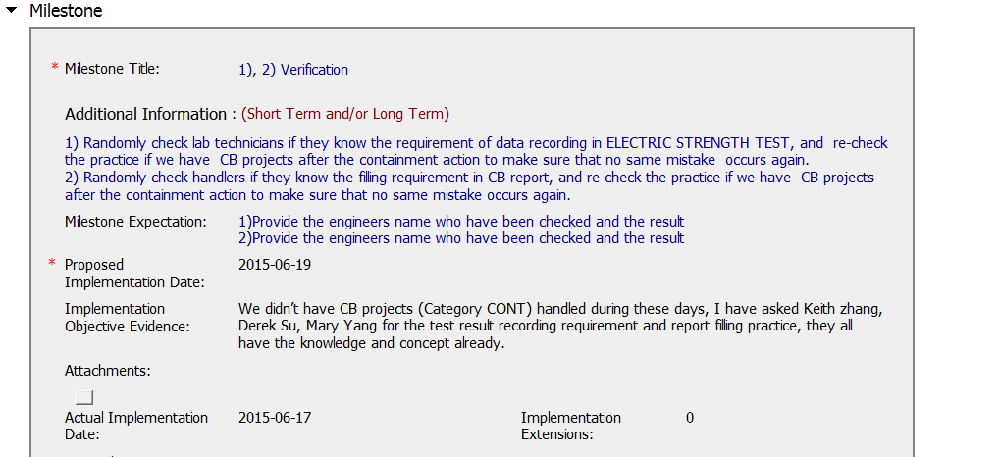 Milestone
* Milestone Title: 1), 2) Verification
Additional Information : (Short Term and/or Long Term)
1) Randomly check lab technicians if they know the requirement of data recording in ELECTRIC STRENGTH TEST, and re-check
the practice if we have CB projects after the containment action to make sure that no same mistake occurs again.
2) Randomly check handlers if they know the filling requirement in CB report, and re-check the practice if we have CB projects
after the containment action to make sure that no same mistake occurs again.
Milestone Expectation: 1)Provide the engineers name who have been checked and the result
2)Provide the engineers name who have been checked and the result
* Proposed 2015-06-19
Implementation Date:
Implementation We didn't have CB projects (Category CONT) handled during these days, I have asked Keith zhang,
Objective Evidence: Derek Su, Mary Yang for the test result recording requirement and report filling practice, they all
have the knowledge and concept already.
Attachments:
Actual Implementation 2015-06-17 Implementation 0
Date: Extensions: